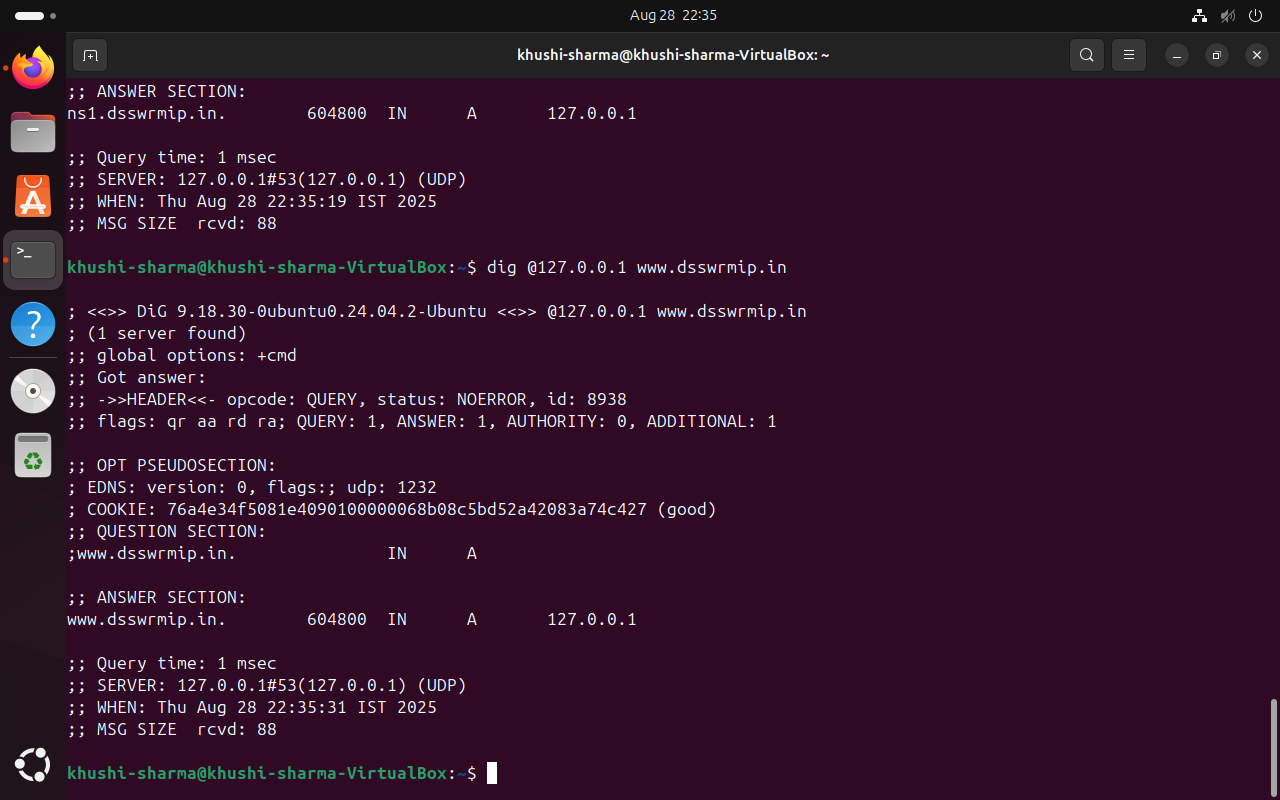 Aug 28 22:35
khushi-sharma@khushi-sharma-VirtualBox: ~
;; ANSWER SECTION:
ns1.dsswrmip.in.        604800  IN      A       127.0.0.1

;; Query time: 1 msec
;; SERVER: 127.0.0.1#53(127.0.0.1) (UDP)
;; WHEN: Thu Aug 28 22:35:19 IST 2025
;; MSG SIZE  rcvd: 88

khushi-sharma@khushi-sharma-VirtualBox:~$ dig @127.0.0.1 www.dsswrmip.in

; <<>> DiG 9.18.30-0ubuntu0.24.04.2-Ubuntu <<>> @127.0.0.1 www.dsswrmip.in
; (1 server found)
;; global options: +cmd
;; Got answer:
;; ->>HEADER<<- opcode: QUERY, status: NOERROR, id: 8938
;; flags: qr aa rd ra; QUERY: 1, ANSWER: 1, AUTHORITY: 0, ADDITIONAL: 1

;; OPT PSEUDOSECTION:
; EDNS: version: 0, flags:; udp: 1232
; COOKIE: 76a4e34f5081e4090100000068b08c5bd52a42083a74c427 (good)
;; QUESTION SECTION:
;www.dsswrmip.in.               IN      A

;; ANSWER SECTION:
www.dsswrmip.in.        604800  IN      A       127.0.0.1

;; Query time: 1 msec
;; SERVER: 127.0.0.1#53(127.0.0.1) (UDP)
;; WHEN: Thu Aug 28 22:35:31 IST 2025
;; MSG SIZE  rcvd: 88

khushi-sharma@khushi-sharma-VirtualBox:~$